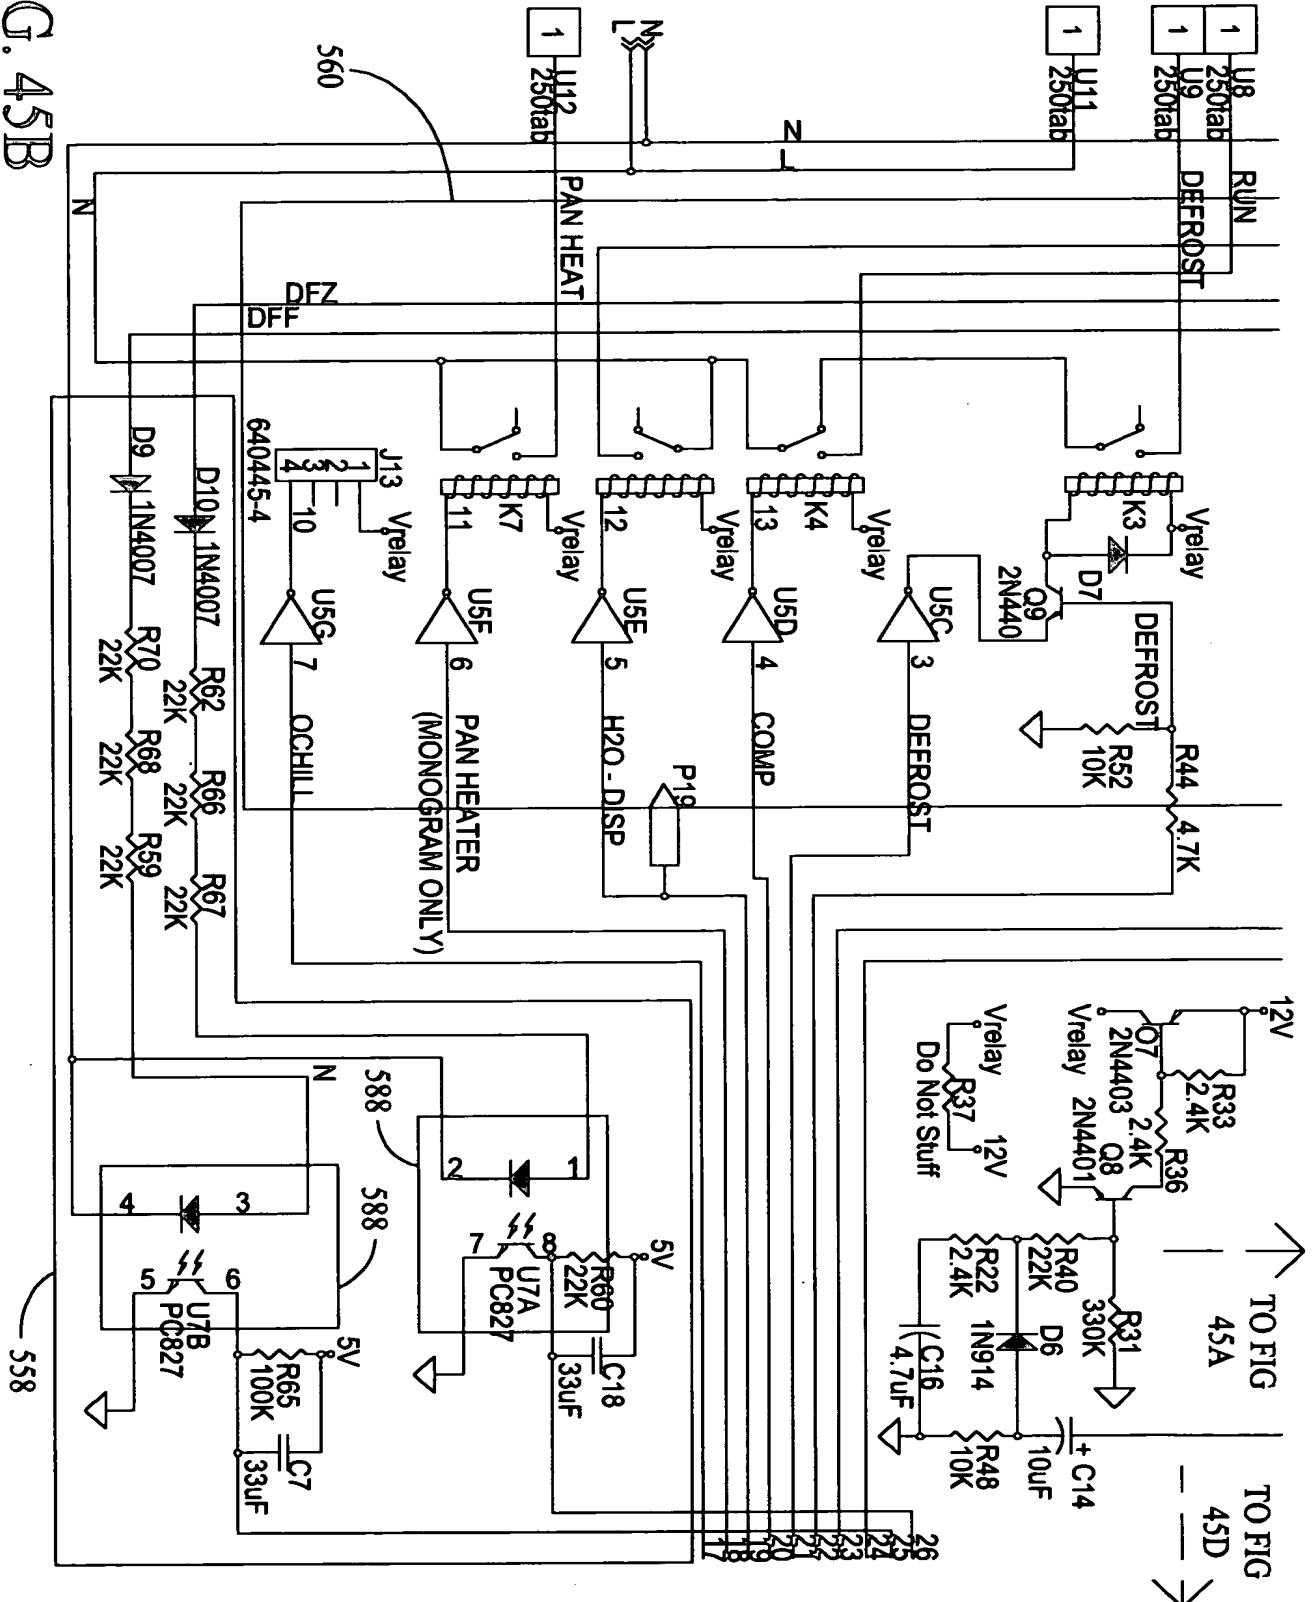 FIG. 45B
560
1
U12
250tab
N
L
1
U11
250tab
1
U9
250tab
1
U8
250tab
N
L
N
PAN HEAT
DEFROST
RUN
DFZ
DFF
D9
1N4007
D10
1N4007
R70
22K
R68
22K
R59
22K
R62
22K
R66
22K
R67
22K
640445-4
J13
4
3
2
1
Vrelay
10
U5G
7
OCHILL
K7
Vrelay
11
U5F
6
PAN HEATER
(MONOGRAM ONLY)
Vrelay
12
U5E
5
H2O - DISP
P19
K4
Vrelay
13
U5D
4
COMP
U5C
3
DEFROST
K3
Vrelay
D7
Q9
2N440
DEFROST
R52
10K
R44
4.7K
12V
Q7
2N4403
Vrelay
R33
2.4K
R36
2.4K
Q8
2N4401
Vrelay
R37
12V
Do Not Stuff
R22
2.4K
R40
22K
R31
330K
D6
1N914
C16
4.7uF
R48
10K
+
C14
10uF
N
588
2
1
7
8
U7A
PC827
R60
22K
5V
C18
33uF
588
4
3
5
6
U7B
PC827
5V
R65
100K
C7
33uF
558
17
18
19
20
21
22
23
24
25
26
TO FIG
45A
TO FIG
45D